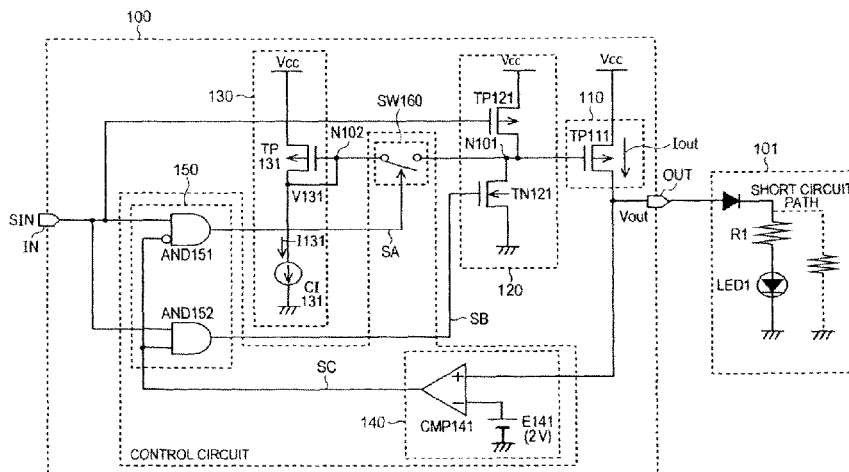 100
Vcc
130
SW160
Vcc
TP121
Vcc
110
TP111
TP
131
N102
N101
Iout
101
OUT
SHORT CIRCUIT
PATH
150
V131
TN121
Vout
SIN
IN
AND151
I131
SA
R1
CI
131
120
LED1
AND152
SB
SC
140
CMP141
+
−
E141
(2V)
CONTROL CIRCUIT